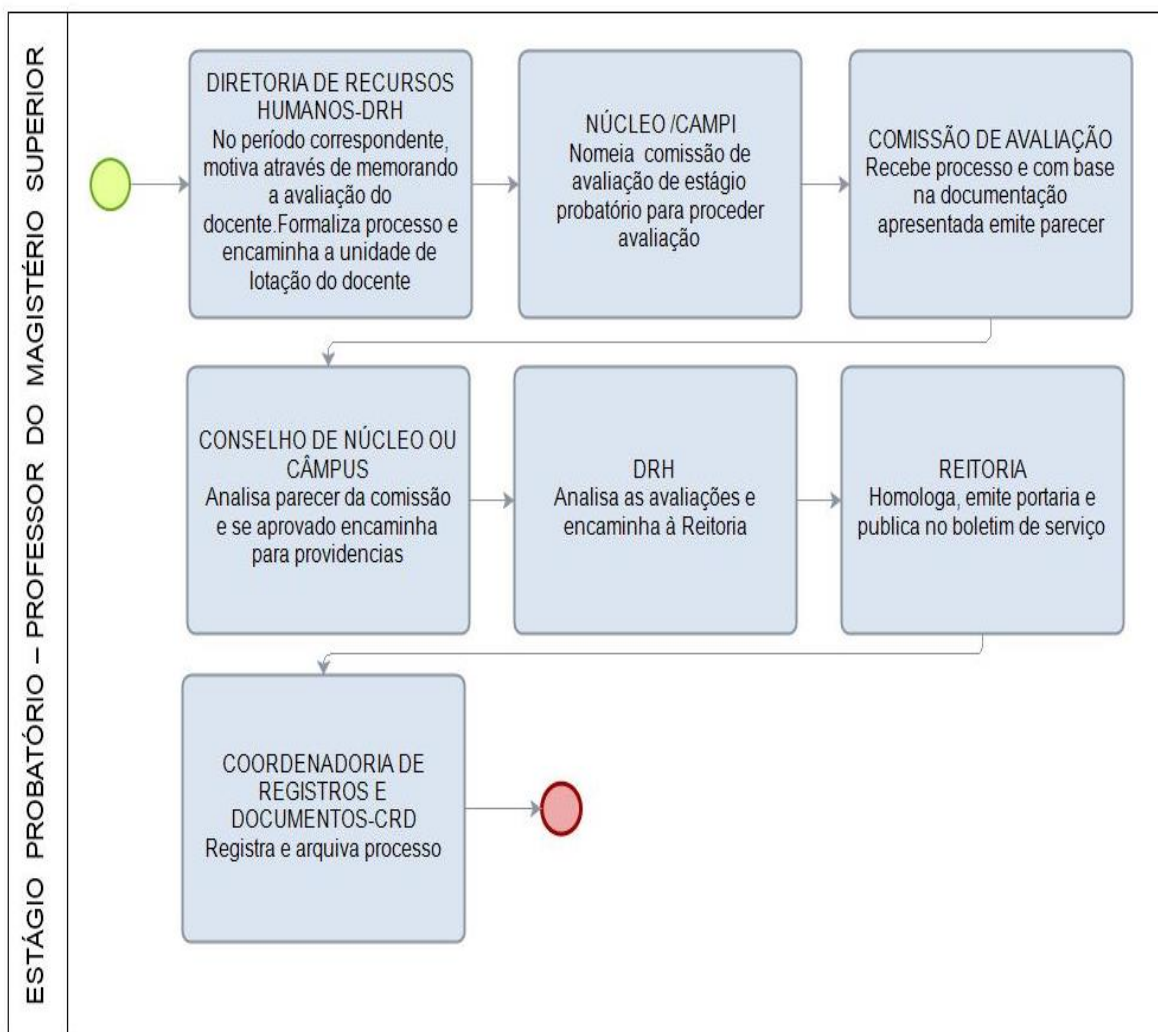 ESTÁGIO PROBATÓRIO – PROFESSOR DO MAGISTÉRIO SUPERIOR
DIRETORIA DE RECURSOS
HUMANOS-DRH
No período correspondente,
motiva através de memorando
a avaliação do
docente.Formaliza processo e
encaminha a unidade de
lotação do docente
NÚCLEO /CAMPI
Nomeia comissão de
avaliação de estágio
probatório para proceder
avaliação
COMISSÃO DE AVALIAÇÃO
Recebe processo e com base
na documentação
apresentada emite parecer
CONSELHO DE NÚCLEO OU
CÂMPUS
Analisa parecer da comissão
e se aprovado encaminha
para providencias
DRH
Analisa as avaliações e
encaminha à Reitoria
REITORIA
Homologa, emite portaria e
publica no boletim de serviço
COORDENADORIA DE
REGISTROS E
DOCUMENTOS-CRD
Registra e arquiva processo